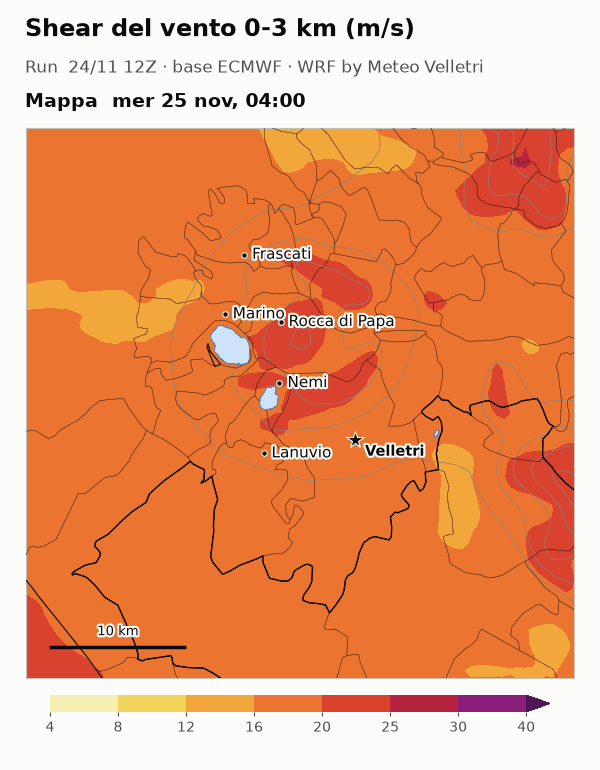 Shear del vento 0-3 km (m/s)
Run  24/11 12Z · base ECMWF · WRF by Meteo Velletri
Mappa  mer 25 nov, 04:00
Frascati
Marino
Rocca di Papa
Nemi
Velletri
Lanuvio
10 km
4 8 12 16 20 25 30 40